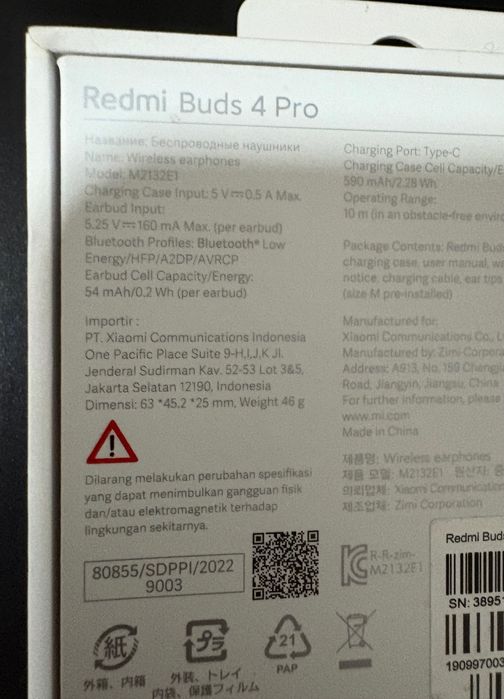 Redmi Buds 4 Pro
Название: Беспроводные наушники
Name: Wireless earphones
Model: M2132E1
Charging Case Input: 5 V⎓0.5 A Max.
Earbud Input:
5.25 V⎓160 mA Max. (per earbud)
Bluetooth Profiles: Bluetooth® Low
Energy/HFP/A2DP/AVRCP
Earbud Cell Capacity/Energy:
54 mAh/0.2 Wh (per earbud)
Importir :
PT. Xiaomi Communications Indonesia
One Pacific Place Suite 9-H,I,J,K Jl.
Jenderal Sudirman Kav. 52-53 Lot 3&5,
Jakarta Selatan 12190, Indonesia
Dimensi: 63 *45.2 *25 mm, Weight 46 g
Dilarang melakukan perubahan spesifikasi
yang dapat menimbulkan gangguan fisik
dan/atau elektromagnetik terhadap
lingkungan sekitarnya.
80855/SDPPI/2022
9003
Charging Port: Type-C
Charging Case Cell Capacity/E
590 mAh/2.28 Wh
Operating Range:
10 m (in an obstacle-free
Package Contents: Redmi Buds
charging case, user manual,
notice, charging cable, ear tips
(size M pre-installed)
Manufactured for:
Xiaomi Communications Co.,
Manufactured by: Zimi
Address: A913, No. 159
Road, Jiangyin, Jiangsu,
For further information, please
www.mi.com
Made in China
제품명: Wireless earphones
제품 모델: M2132E1 원산지:
의뢰업체: Xiaomi
제조업체: Zimi Corporation
R-R-zim-
M2132E1
Redmi Buds
SN: 3895
190997003
紙
外箱、内箱
プラ
外装、トレイ
内袋、保護フィルム
21
PAP